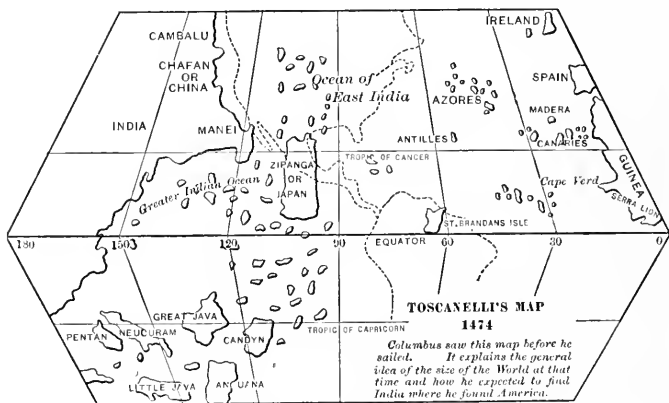 IRELAND
CAMBALU
CHAFAN
OR
CHINA
Ocean of
East India
SPAIN
AZORES
MADERA
INDIA
MANEI
ANTILLES
CANARIES
TROPIC OF CANCER
ZIPANGA
OR
JAPAN
GUINEA
Greater Indian Ocean
Cape Verd
SERRA LION
ST. BRANDANS ISLE
180
150
120
90
EQUATOR
60
30
0
TOSCANELLI'S MAP
1474
GREAT JAVA
PENTAN
NEUCURAM
CANDYN
TROPIC OF CAPRICORN
Columbus saw this map before he
sailed. It explains the general
idea of the size of the World at that
time and how he expected to find
India where he found America.
LITTLE JAVA
ANGUANA